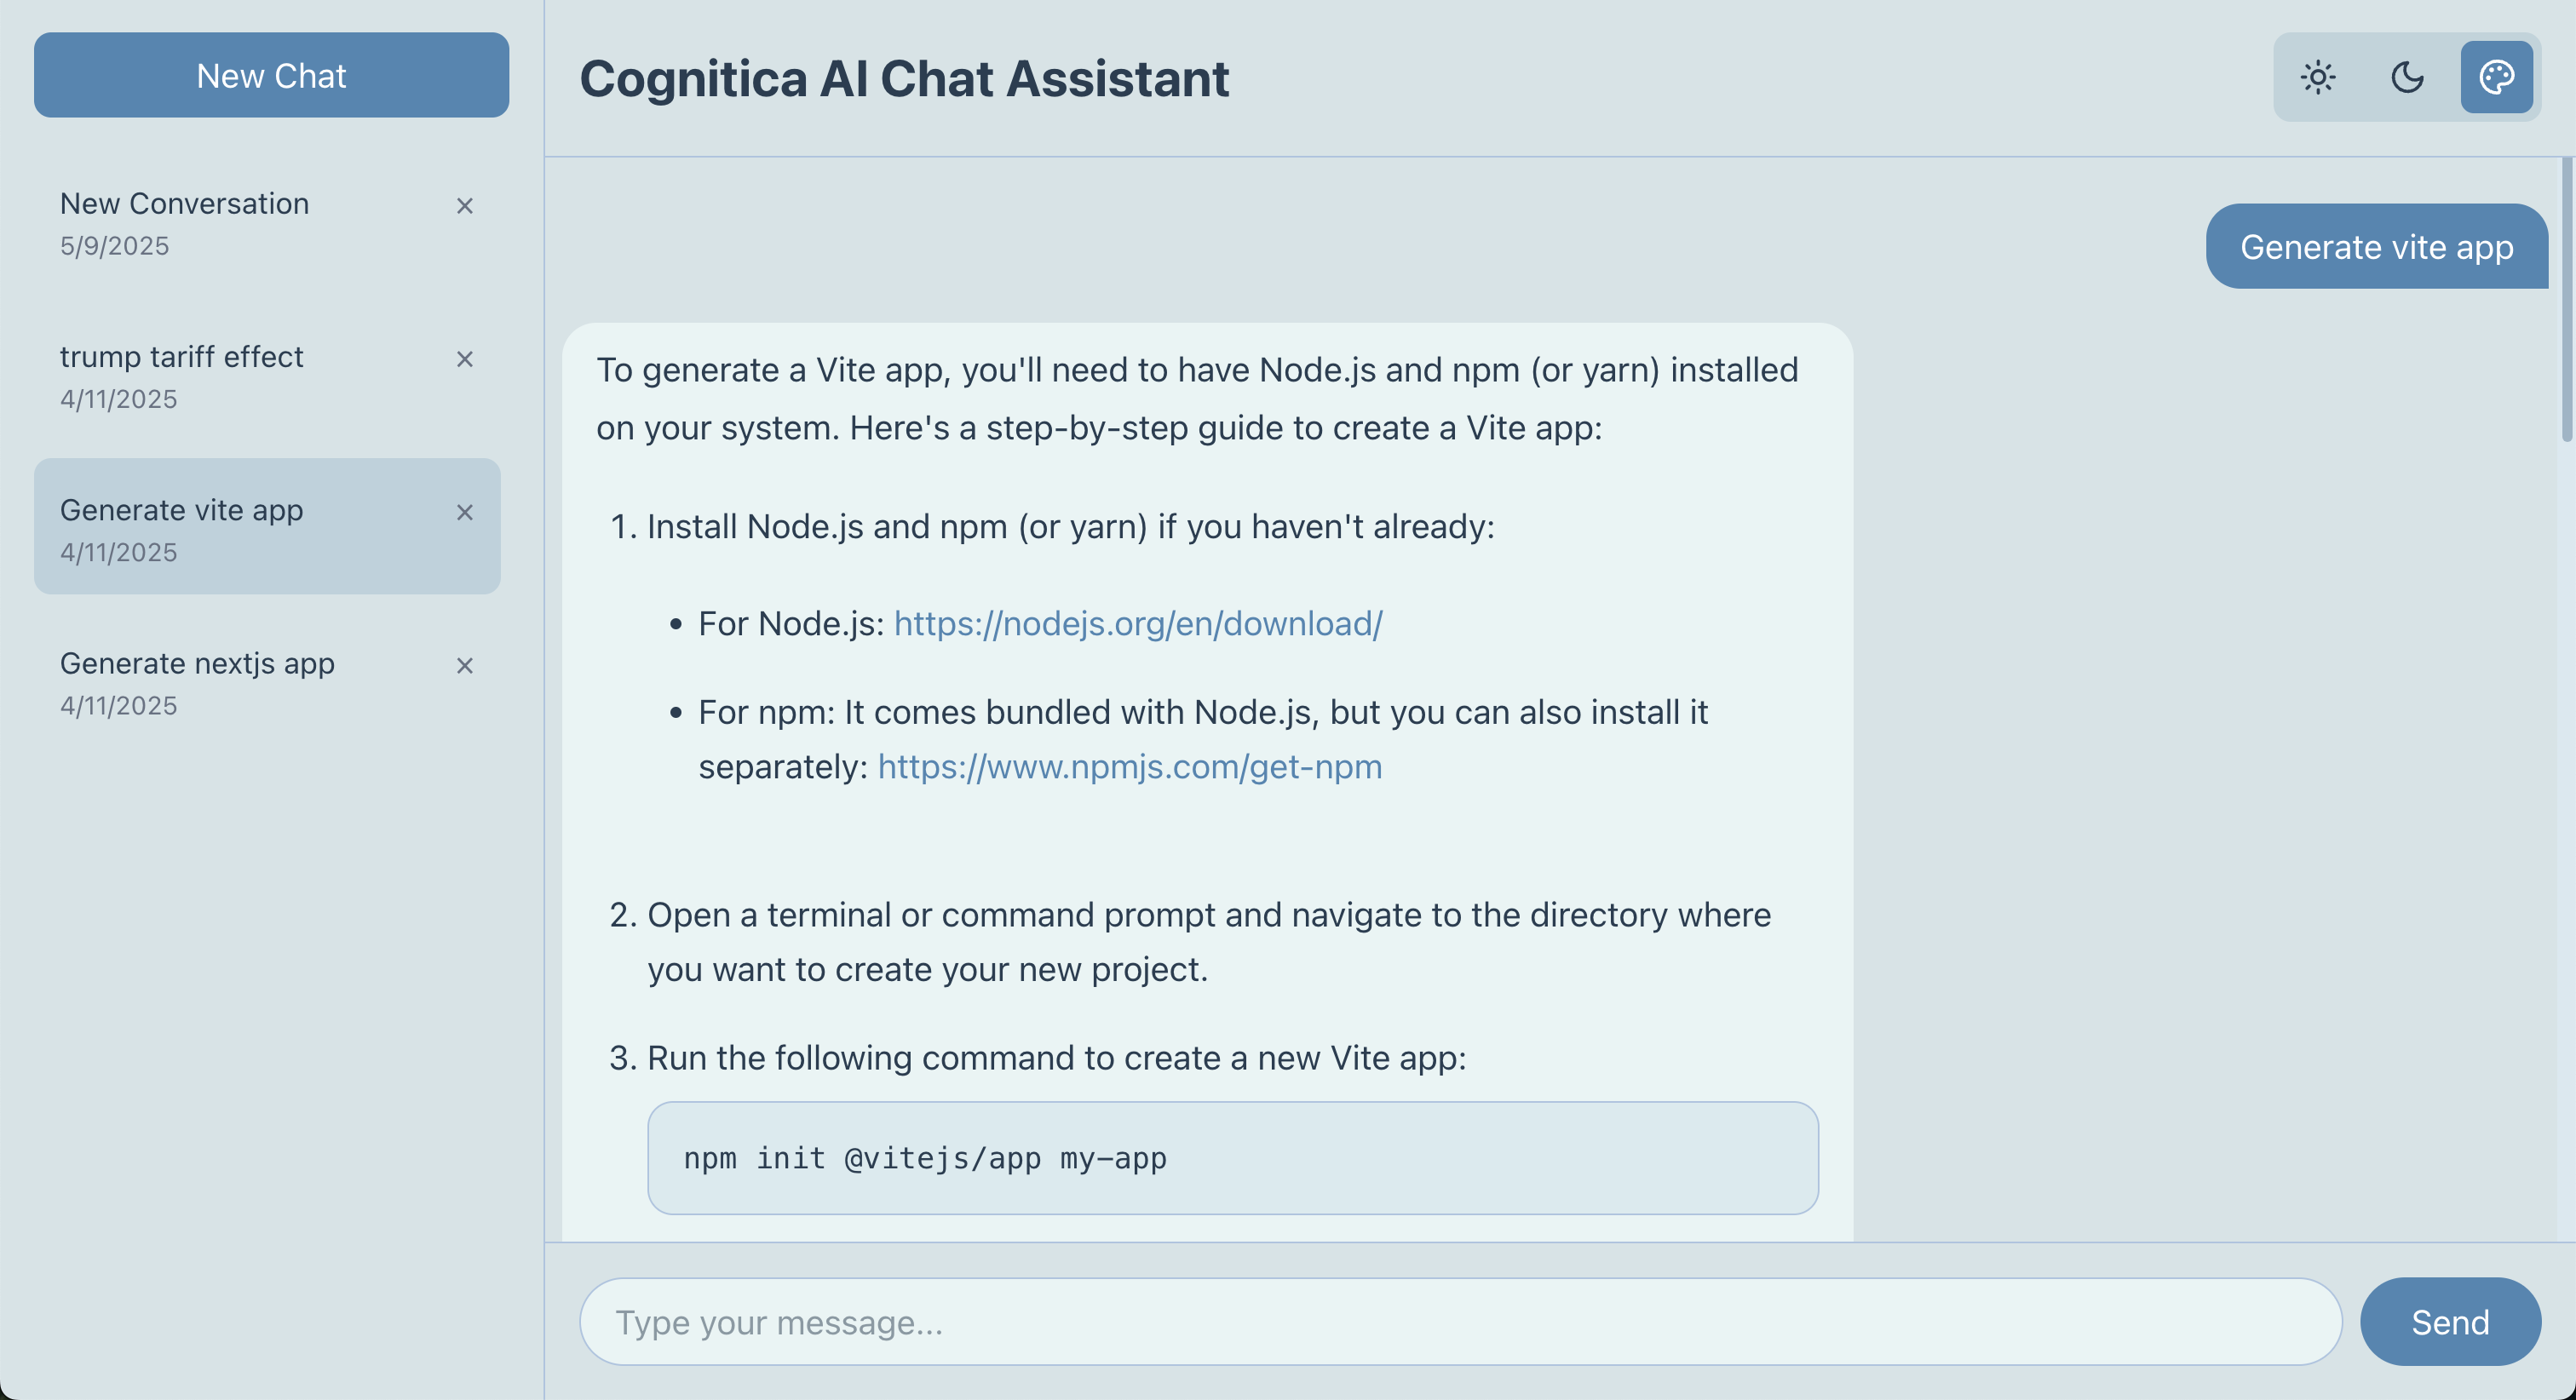 New Chat
New Conversation
5/9/2025
trump tariff effect
4/11/2025
Generate vite app
4/11/2025
Generate nextjs app
4/11/2025
Cognitica AI Chat Assistant
Generate vite app
To generate a Vite app, you'll need to have Node.js and npm (or yarn) installed
on your system. Here's a step-by-step guide to create a Vite app:
1. Install Node.js and npm (or yarn) if you haven't already:
• For Node.js: https://nodejs.org/en/download/
• For npm: It comes bundled with Node.js, but you can also install it
separately: https://www.npmjs.com/get-npm
2. Open a terminal or command prompt and navigate to the directory where
you want to create your new project.
3. Run the following command to create a new Vite app:
npm init @vitejs/app my-app
Type your message...
Send